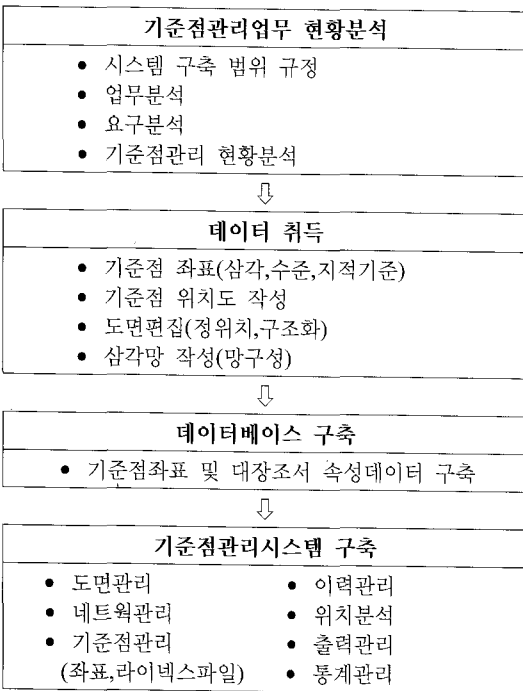 기준점관리업무 현황분석
• 시스템 구축 범위 규정
• 업무분석
• 요구분석
• 기준점관리 현황분석
⇩
데이터 취득
• 기준점 좌표(삼각,수준,지적기준)
• 기준점 위치도 작성
• 도면편집(정위치,구조화)
• 삼각망 작성(망구성)
⇩
데이터베이스 구축
• 기준점좌표 및 대장조서 속성데이터 구축
⇩
기준점관리시스템 구축
• 도면관리
• 네트웍관리
• 기준점관리
(좌표,라이넥스파일)
• 이력관리
• 위치분석
• 출력관리
• 통계관리